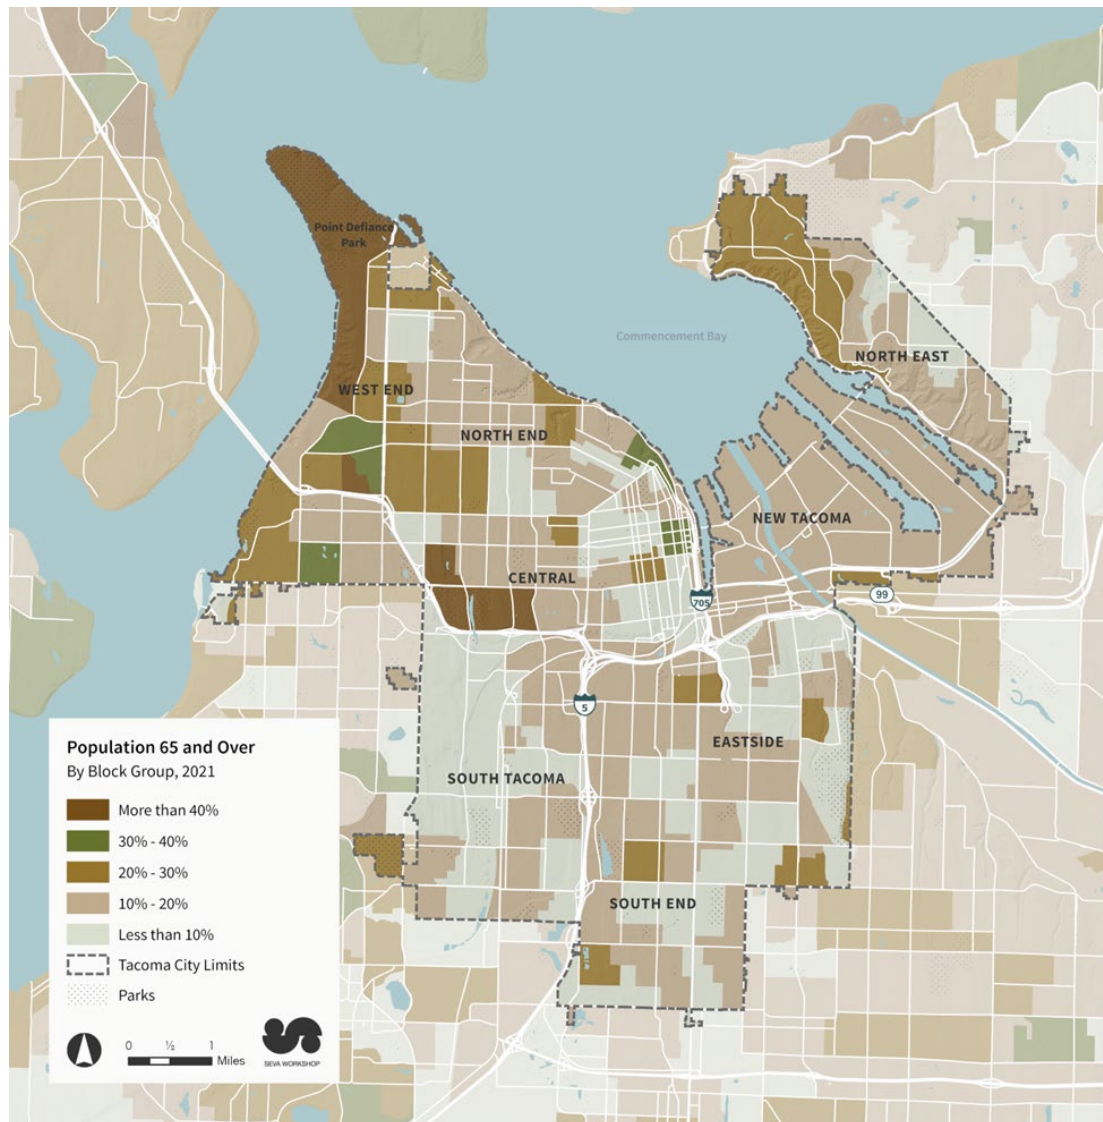 Point Defiance
Park
Commencement Bay
NORTH EAST
WEST END
NORTH END
NEW TACOMA
CENTRAL
99
705
5
EASTSIDE
SOUTH TACOMA
SOUTH END
Population 65 and Over
By Block Group, 2021
More than 40%
30% - 40%
20% - 30%
10% - 20%
Less than 10%
Tacoma City Limits
Parks
0 ½ 1
Miles
SEVA WORKSHOP